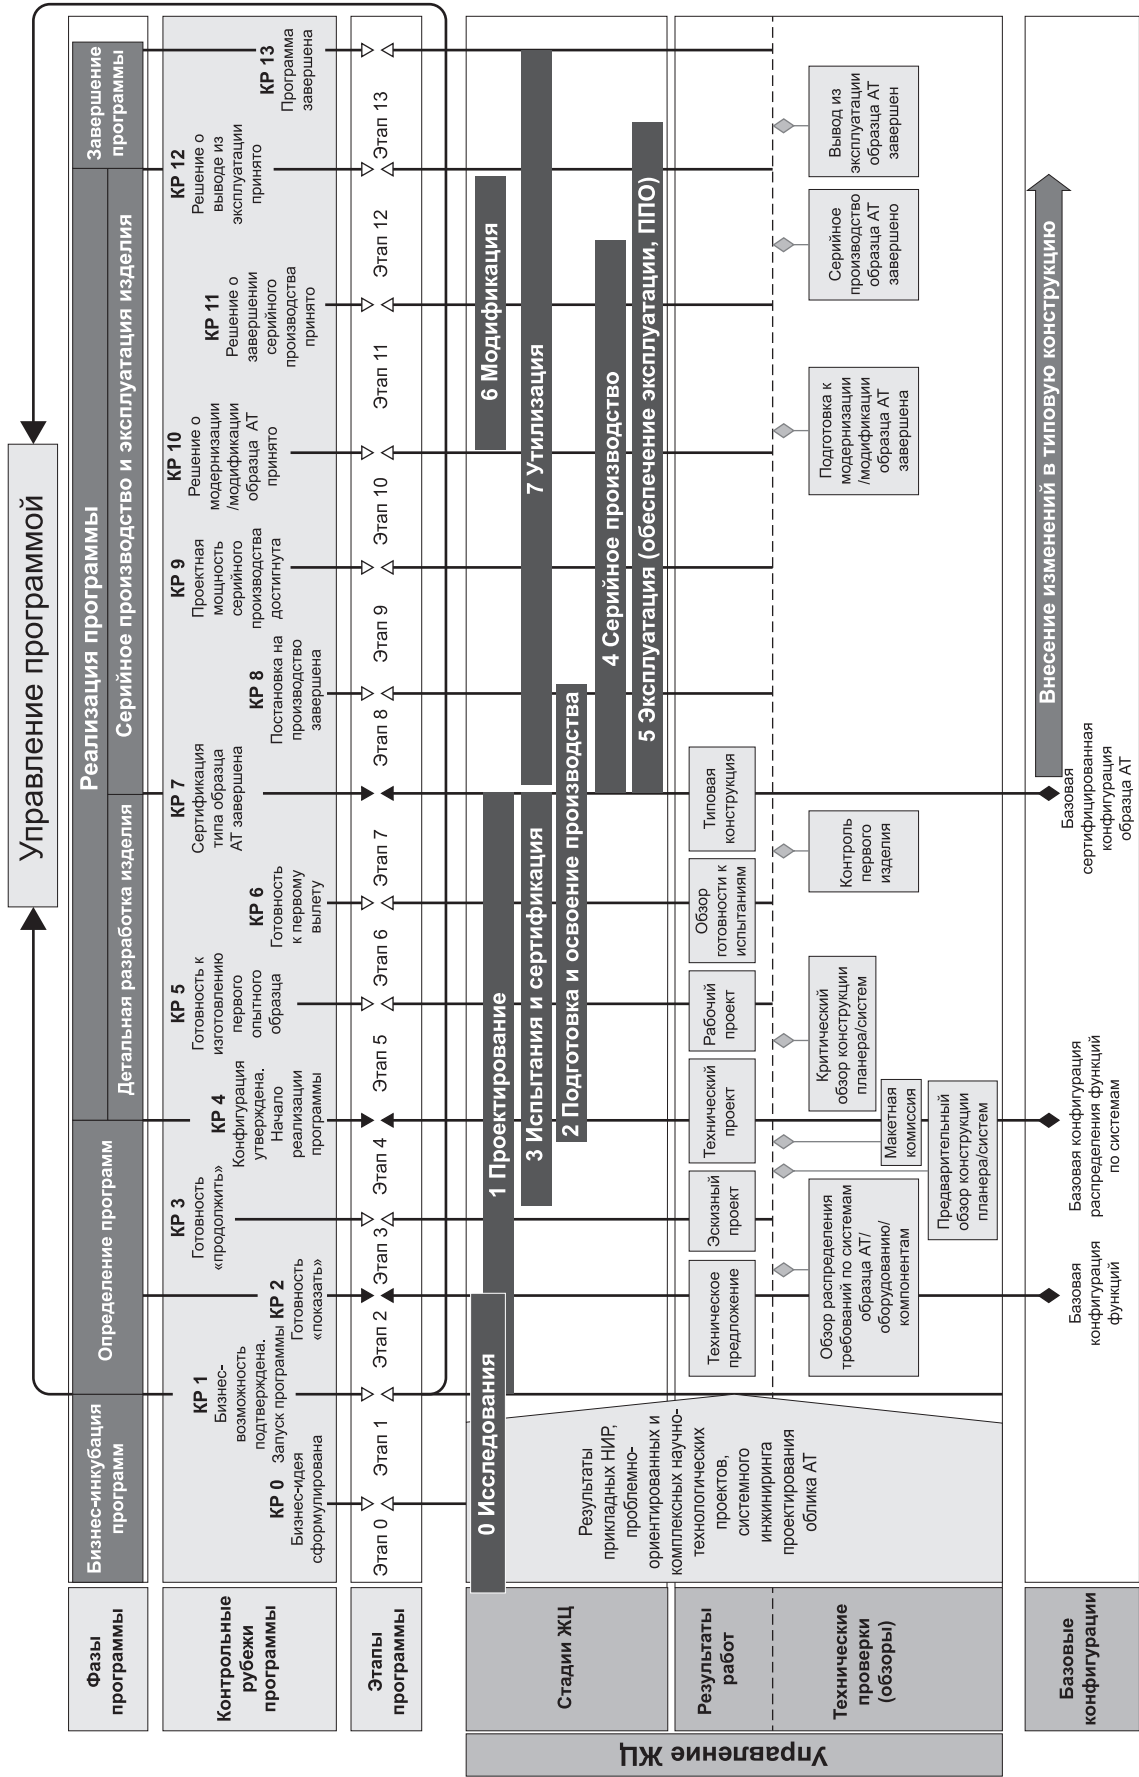 Управление программой
Фазы
программы
Бизнес-инкубация
программ
Определение программ
Реализация программы
Детальная разработка изделия
Серийное производство и эксплуатация изделия
Завершение
программы
Контрольные
рубежи
программы
КР 0
Бизнес-идея
сформулирована
КР 1
Бизнес-
возможность
подтверждена.
Запуск программы
КР 2
Готовность
«показать»
КР 3
Готовность
«продолжить»
КР 4
Конфигурация
утверждена.
Начало
реализации
программы
КР 5
Готовность к
изготовлению
первого
опытного
образца
КР 6
Готовность
к первому
вылету
КР 7
Сертификация
типа образца
АТ завершена
КР 8
Постановка на
производство
завершена
КР 9
Проектная
мощность
серийного
производства
достигнута
КР 10
Решение о
модернизации
/модификации
образца АТ
принято
КР 11
Решение о
завершении
серийного
производства
принято
КР 12
Решение о
выводе из
эксплуатации
принято
КР 13
Программа
завершена
Этапы
программы
Этап 0
Этап 1
Этап 2
Этап 3
Этап 4
Этап 5
Этап 6
Этап 7
Этап 8
Этап 9
Этап 10
Этап 11
Этап 12
Этап 13
Управление ЖЦ
Стадии ЖЦ
0 Исследования
1 Проектирование
6 Модификация
3 Испытания и сертификация
7 Утилизация
2 Подготовка и освоение производства
4 Серийное производство
5 Эксплуатация (обеспечение эксплуатации, ППО)
Результаты
прикладных НИР,
проблемно-
ориентированных и
комплексных научно-
технологических
проектов,
системного
инжиниринга
проектирования
облика АТ
Результаты
работ
Техническое
предложение
Эскизный
проект
Технический
проект
Рабочий
проект
Обзор
готовности к
испытаниям
Типовая
конструкция
Технические
проверки
(обзоры)
Обзор распределения
требований по системам
образца АТ/
оборудованию/
компонентам
Предварительный
обзор конструкции
планера/систем
Макетная
комиссия
Критический
обзор конструкции
планера/систем
Контроль
первого
изделия
Подготовка к
модернизации
/модификации
образца АТ
завершена
Серийное
производство
образца АТ
завершено
Вывод из
эксплуатации
образца АТ
завершен
Базовые
конфигурации
Базовая
конфигурация
функций
Базовая конфигурация
распределения функций
по системам
Базовая
сертифицированная
конфигурация
образца АТ
Внесение изменений в типовую конструкцию